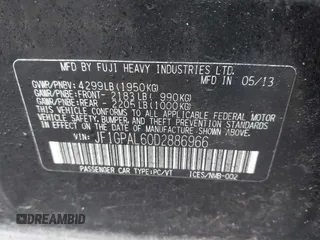 MFD BY FUJI HEAVY INDUSTRIES LTD. IN 05/13
GVWR/PNBV: 4299LB(1950KG)
GAWR/PNBE:FRONT- 2183LB( 990KG)
GAWR/PNBE:REAR - 2205LB(1000KG)
THIS VEHICLE CONFORMS TO ALL APPLICABLE
FEDERAL MOTOR VEHICLE SAFETY, BUMPER,
AND THEFT PREVENTION STANDARDS
IN EFFECT ON THE DATE OF
MANUFACTURE SHOWN ABOVE.
VIN: JF1GPAL60D2886966
PASSENGER CAR TYPE:PC/VT ICES/NMB-002
DREAMBID